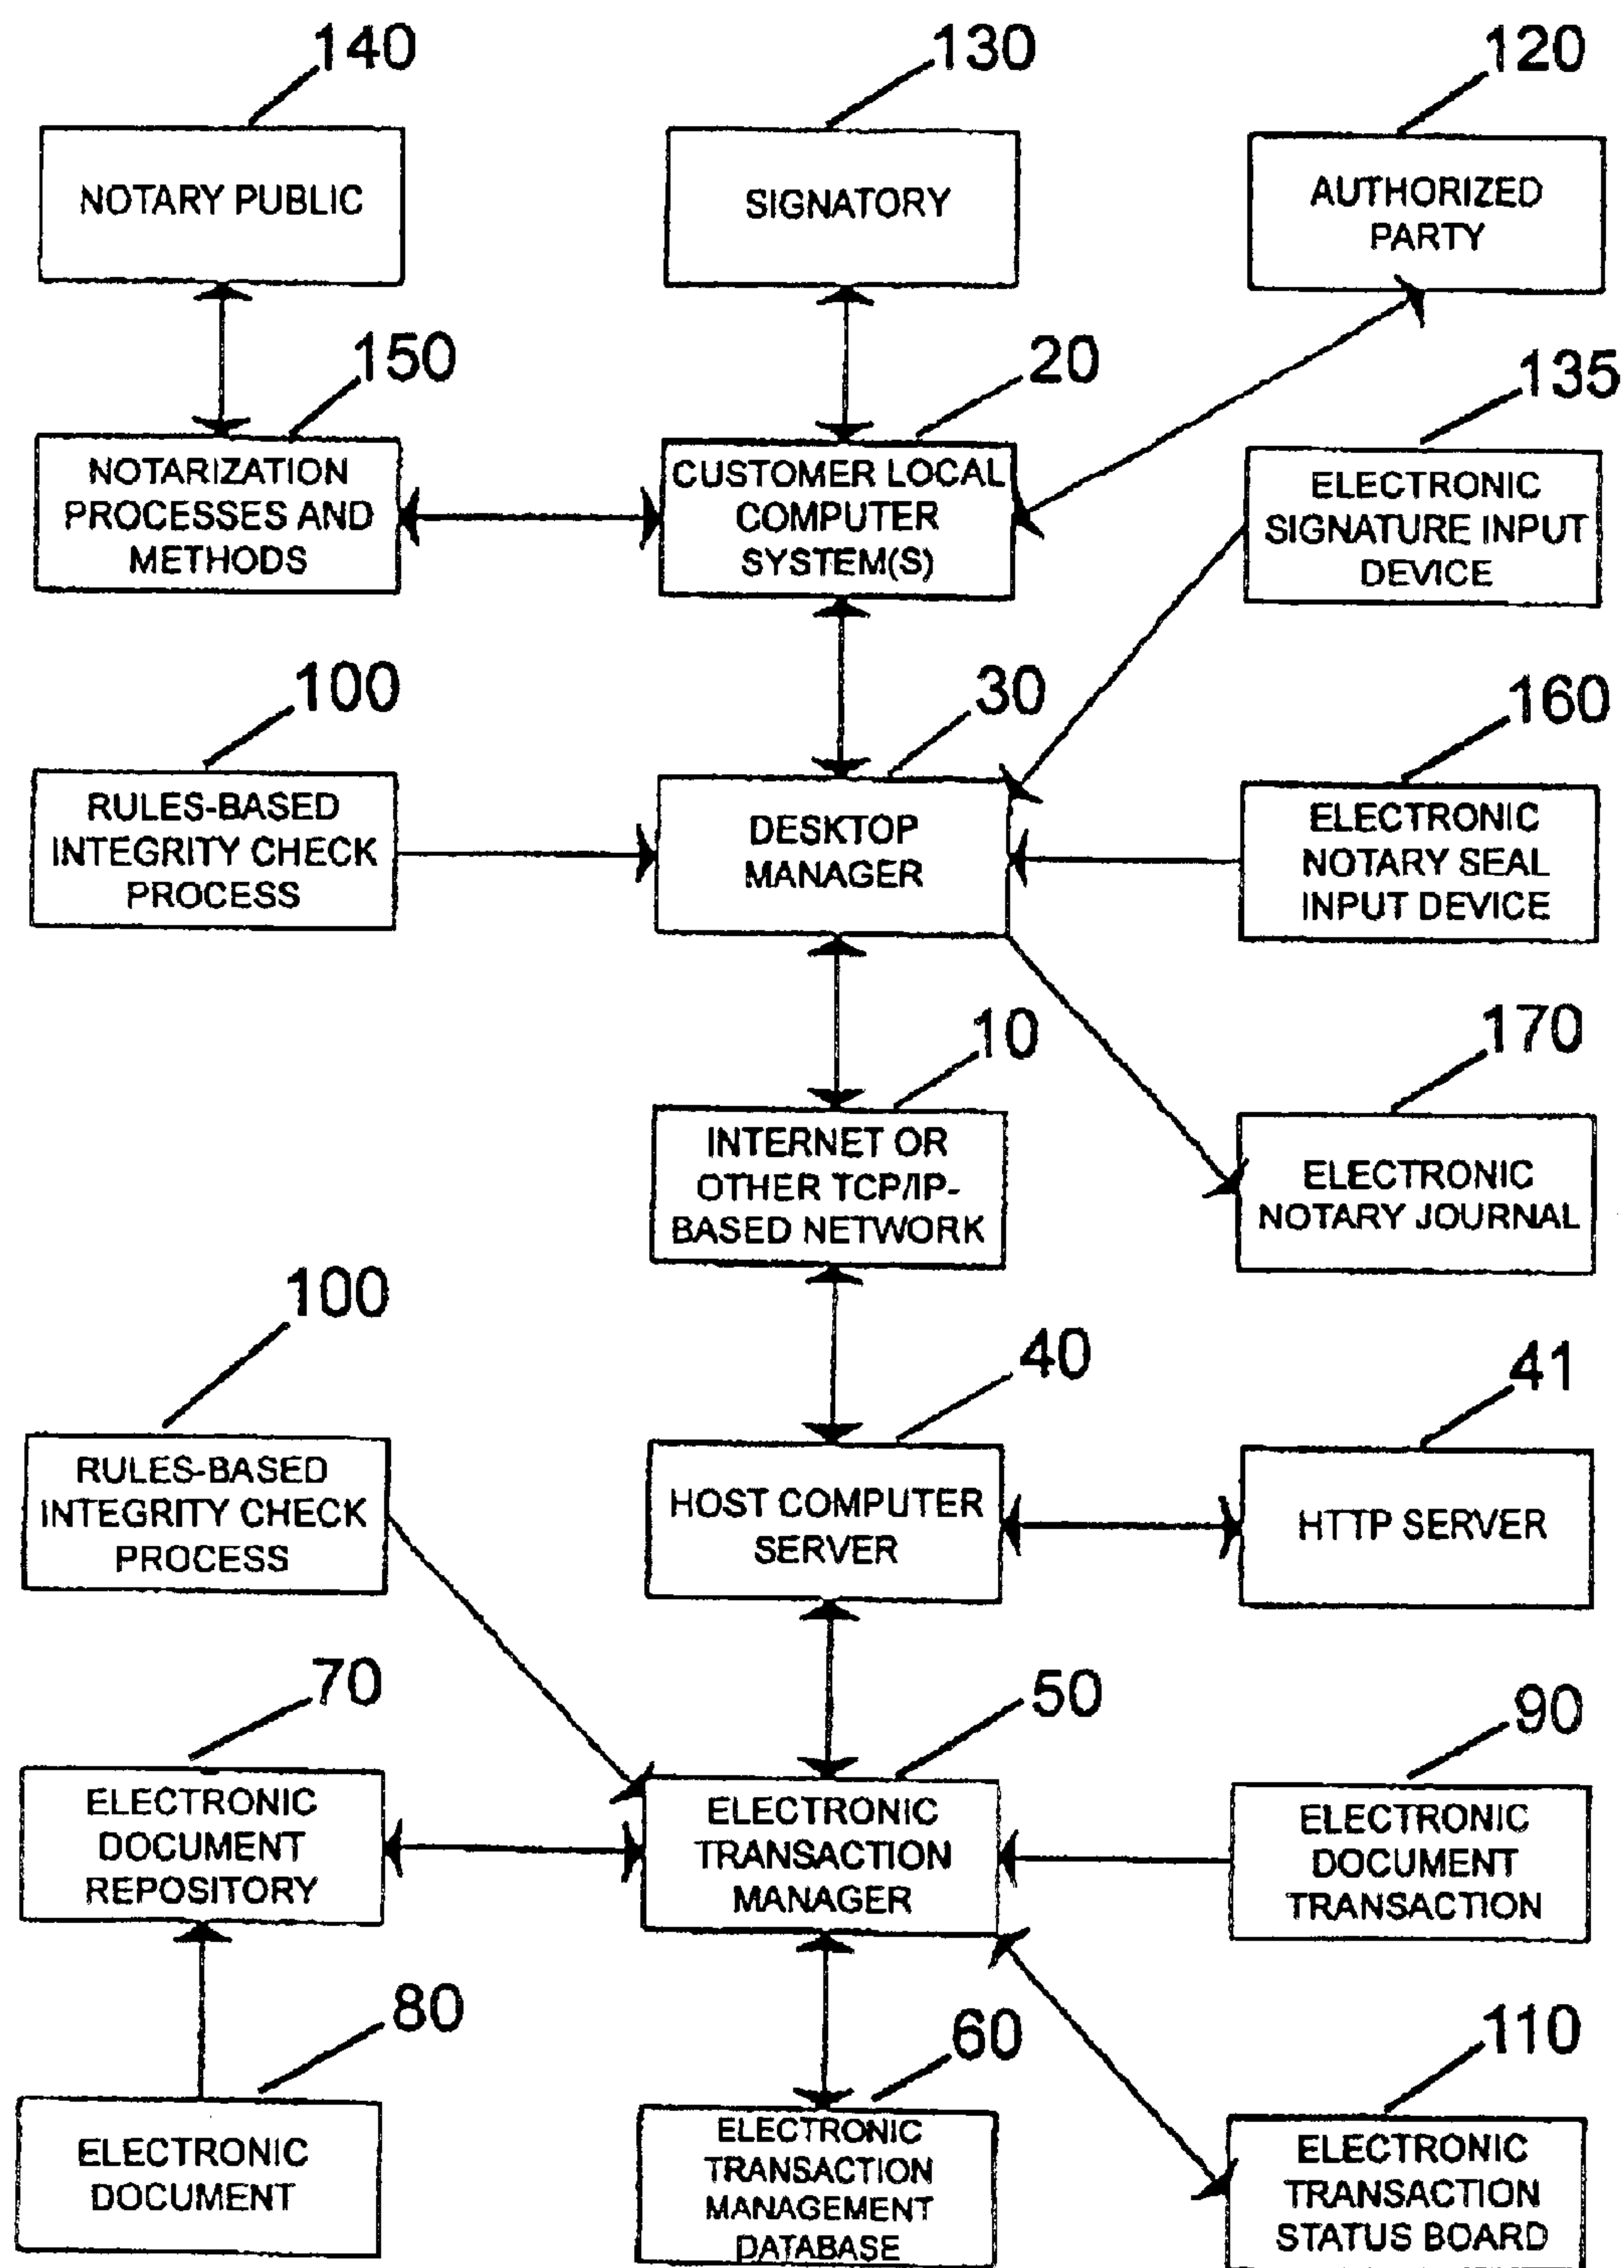 140
130
120
NOTARY PUBLIC
SIGNATORY
AUTHORIZED
PARTY
150
20
135
NOTARIZATION
PROCESSES AND
METHODS
CUSTOMER LOCAL
COMPUTER
SYSTEM(S)
ELECTRONIC
SIGNATURE INPUT
DEVICE
100
30
160
RULES-BASED
INTEGRITY CHECK
PROCESS
DESKTOP
MANAGER
ELECTRONIC
NOTARY SEAL
INPUT DEVICE
10
170
INTERNET OR
OTHER TCP/IP-
BASED NETWORK
ELECTRONIC
NOTARY JOURNAL
100
40
41
RULES-BASED
INTEGRITY CHECK
PROCESS
HOST COMPUTER
SERVER
HTTP SERVER
70
50
90
ELECTRONIC
DOCUMENT
REPOSITORY
ELECTRONIC
TRANSACTION
MANAGER
ELECTRONIC
DOCUMENT
TRANSACTION
80
60
110
ELECTRONIC
DOCUMENT
ELECTRONIC
TRANSACTION
MANAGEMENT
DATABASE
ELECTRONIC
TRANSACTION
STATUS BOARD